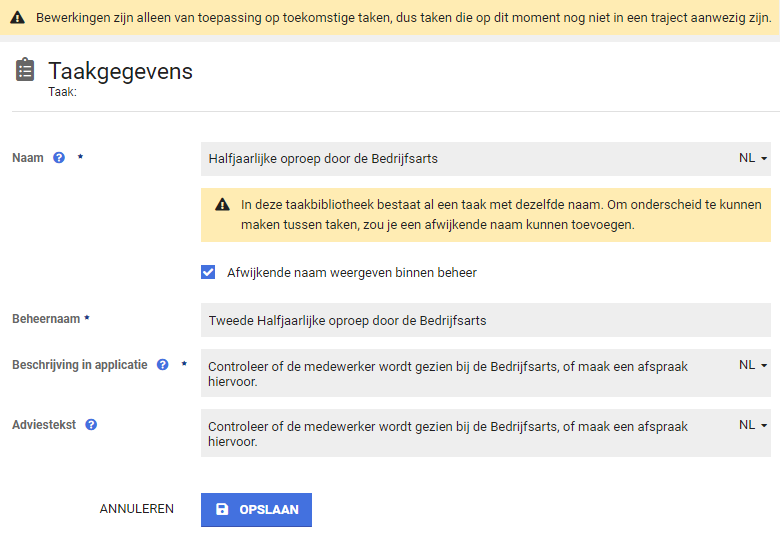 Bewerkingen zijn alleen van toepassing op toekomstige taken, dus taken die op dit moment nog niet in een traject aanwezig zijn.
Taakgegevens
Taak:
Naam ? * Halfjaarlijke oproep door de Bedrijfsarts NL
In deze taakbibliotheek bestaat al een taak met dezelfde naam. Om onderscheid te kunnen
maken tussen taken, zou je een afwijkende naam kunnen toevoegen.
Afwijkende naam weergeven binnen beheer
Beheernaam * Tweede Halfjaarlijke oproep door de Bedrijfsarts
Beschrijving in applicatie ? * Controleer of de medewerker wordt gezien bij de Bedrijfsarts, of maak een afspraak NL
hiervoor.
Adviestekst ? Controleer of de medewerker wordt gezien bij de Bedrijfsarts, of maak een afspraak NL
hiervoor.
ANNULEREN OPSLAAN